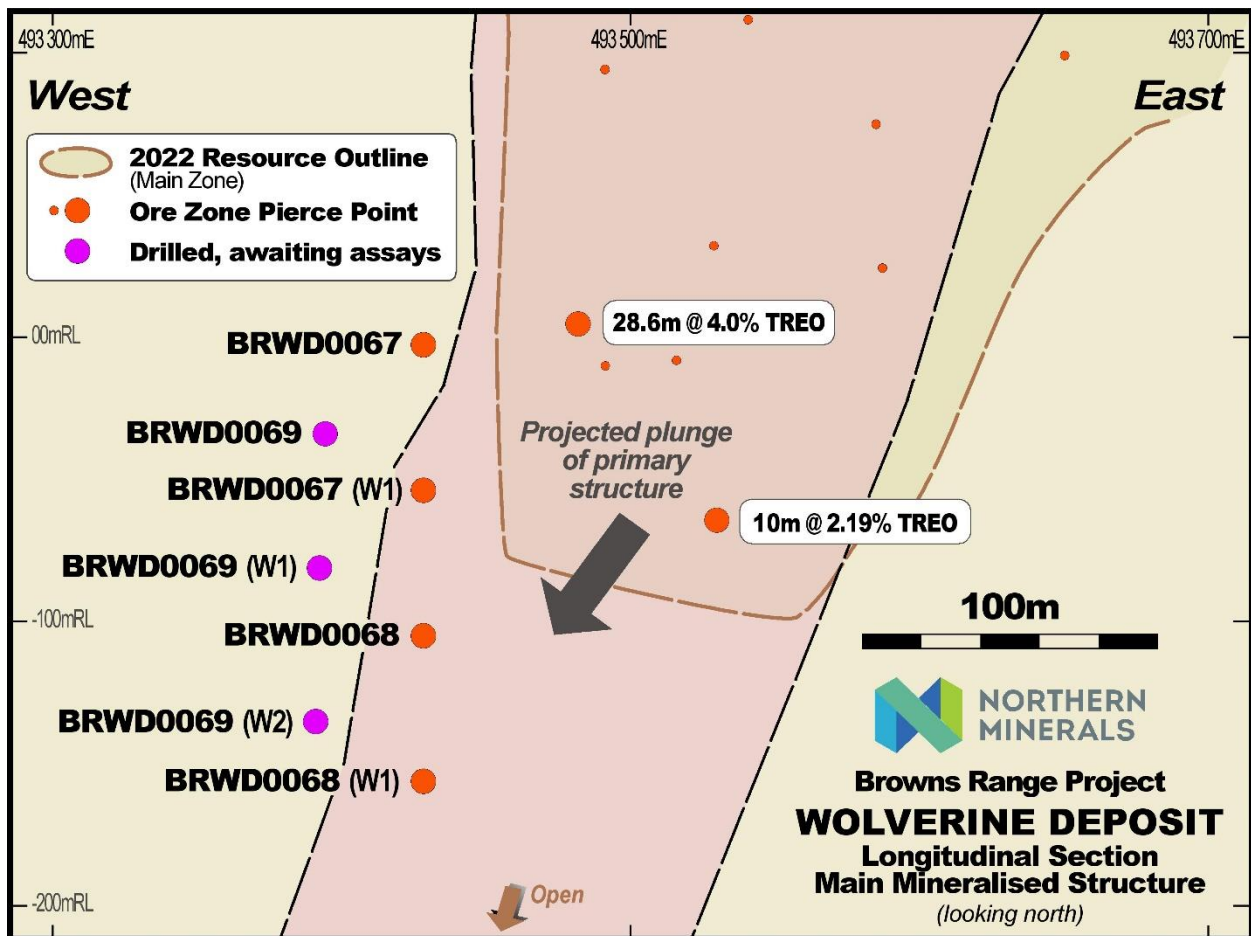 493 300mE
493 500mE
493 700mE
West
East
2022 Resource Outline
(Main Zone)
Ore Zone Pierce Point
Drilled, awaiting assays
00mRL
BRWD0067
28.6m @ 4.0% TREO
BRWD0069
Projected plunge
of primary
structure
BRWD0067 (W1)
10m @ 2.19% TREO
BRWD0069 (W1)
-100mRL
BRWD0068
100m
BRWD0069 (W2)
NORTHERN
MINERALS
BRWD0068 (W1)
Browns Range Project
WOLVERINE DEPOSIT
Longitudinal Section
Main Mineralised Structure
(looking north)
-200mRL
Open